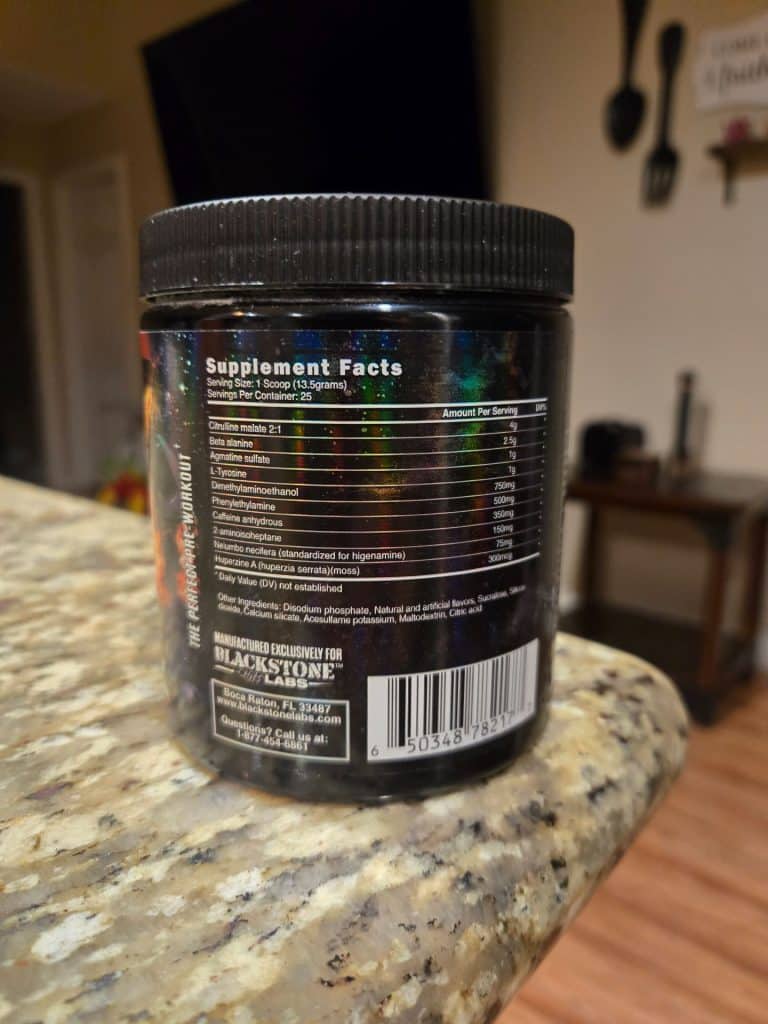 Supplement Facts
Serving Size: 1 Scoop (13.5grams)
Servings Per Container: 25
Amount Per Serving
Citrulline malate 2:1 4g
Beta alanine 2.5g
Agmatine sulfate 1g
L-Tyrosine 1g
Dimethylaminoethanol 750mg
Phenylethylamine 500mg
Caffeine anhydrous 350mg
2-aminoisoheptane 150mg
Nelumbo necifera (standardized for higenamine) 75mg
Huperzine A (huperzia serrata)(moss) 300mcg
* Daily Value (DV) not established
Other Ingredients: Disodium phosphate, Natural and artificial flavors, Sucralose, Silicon
dioxide, Calcium silicate, Acesulfame potassium, Maltodextrin, Citric acid
THE PERFECT PRE-WORKOUT
MANUFACTURED EXCLUSIVELY FOR
BLACKSTONE™
LABS
Boca Raton, FL 33487
www.blackstonelabs.com
Questions? Call us at:
1-877-454-6861
6 50348 78217